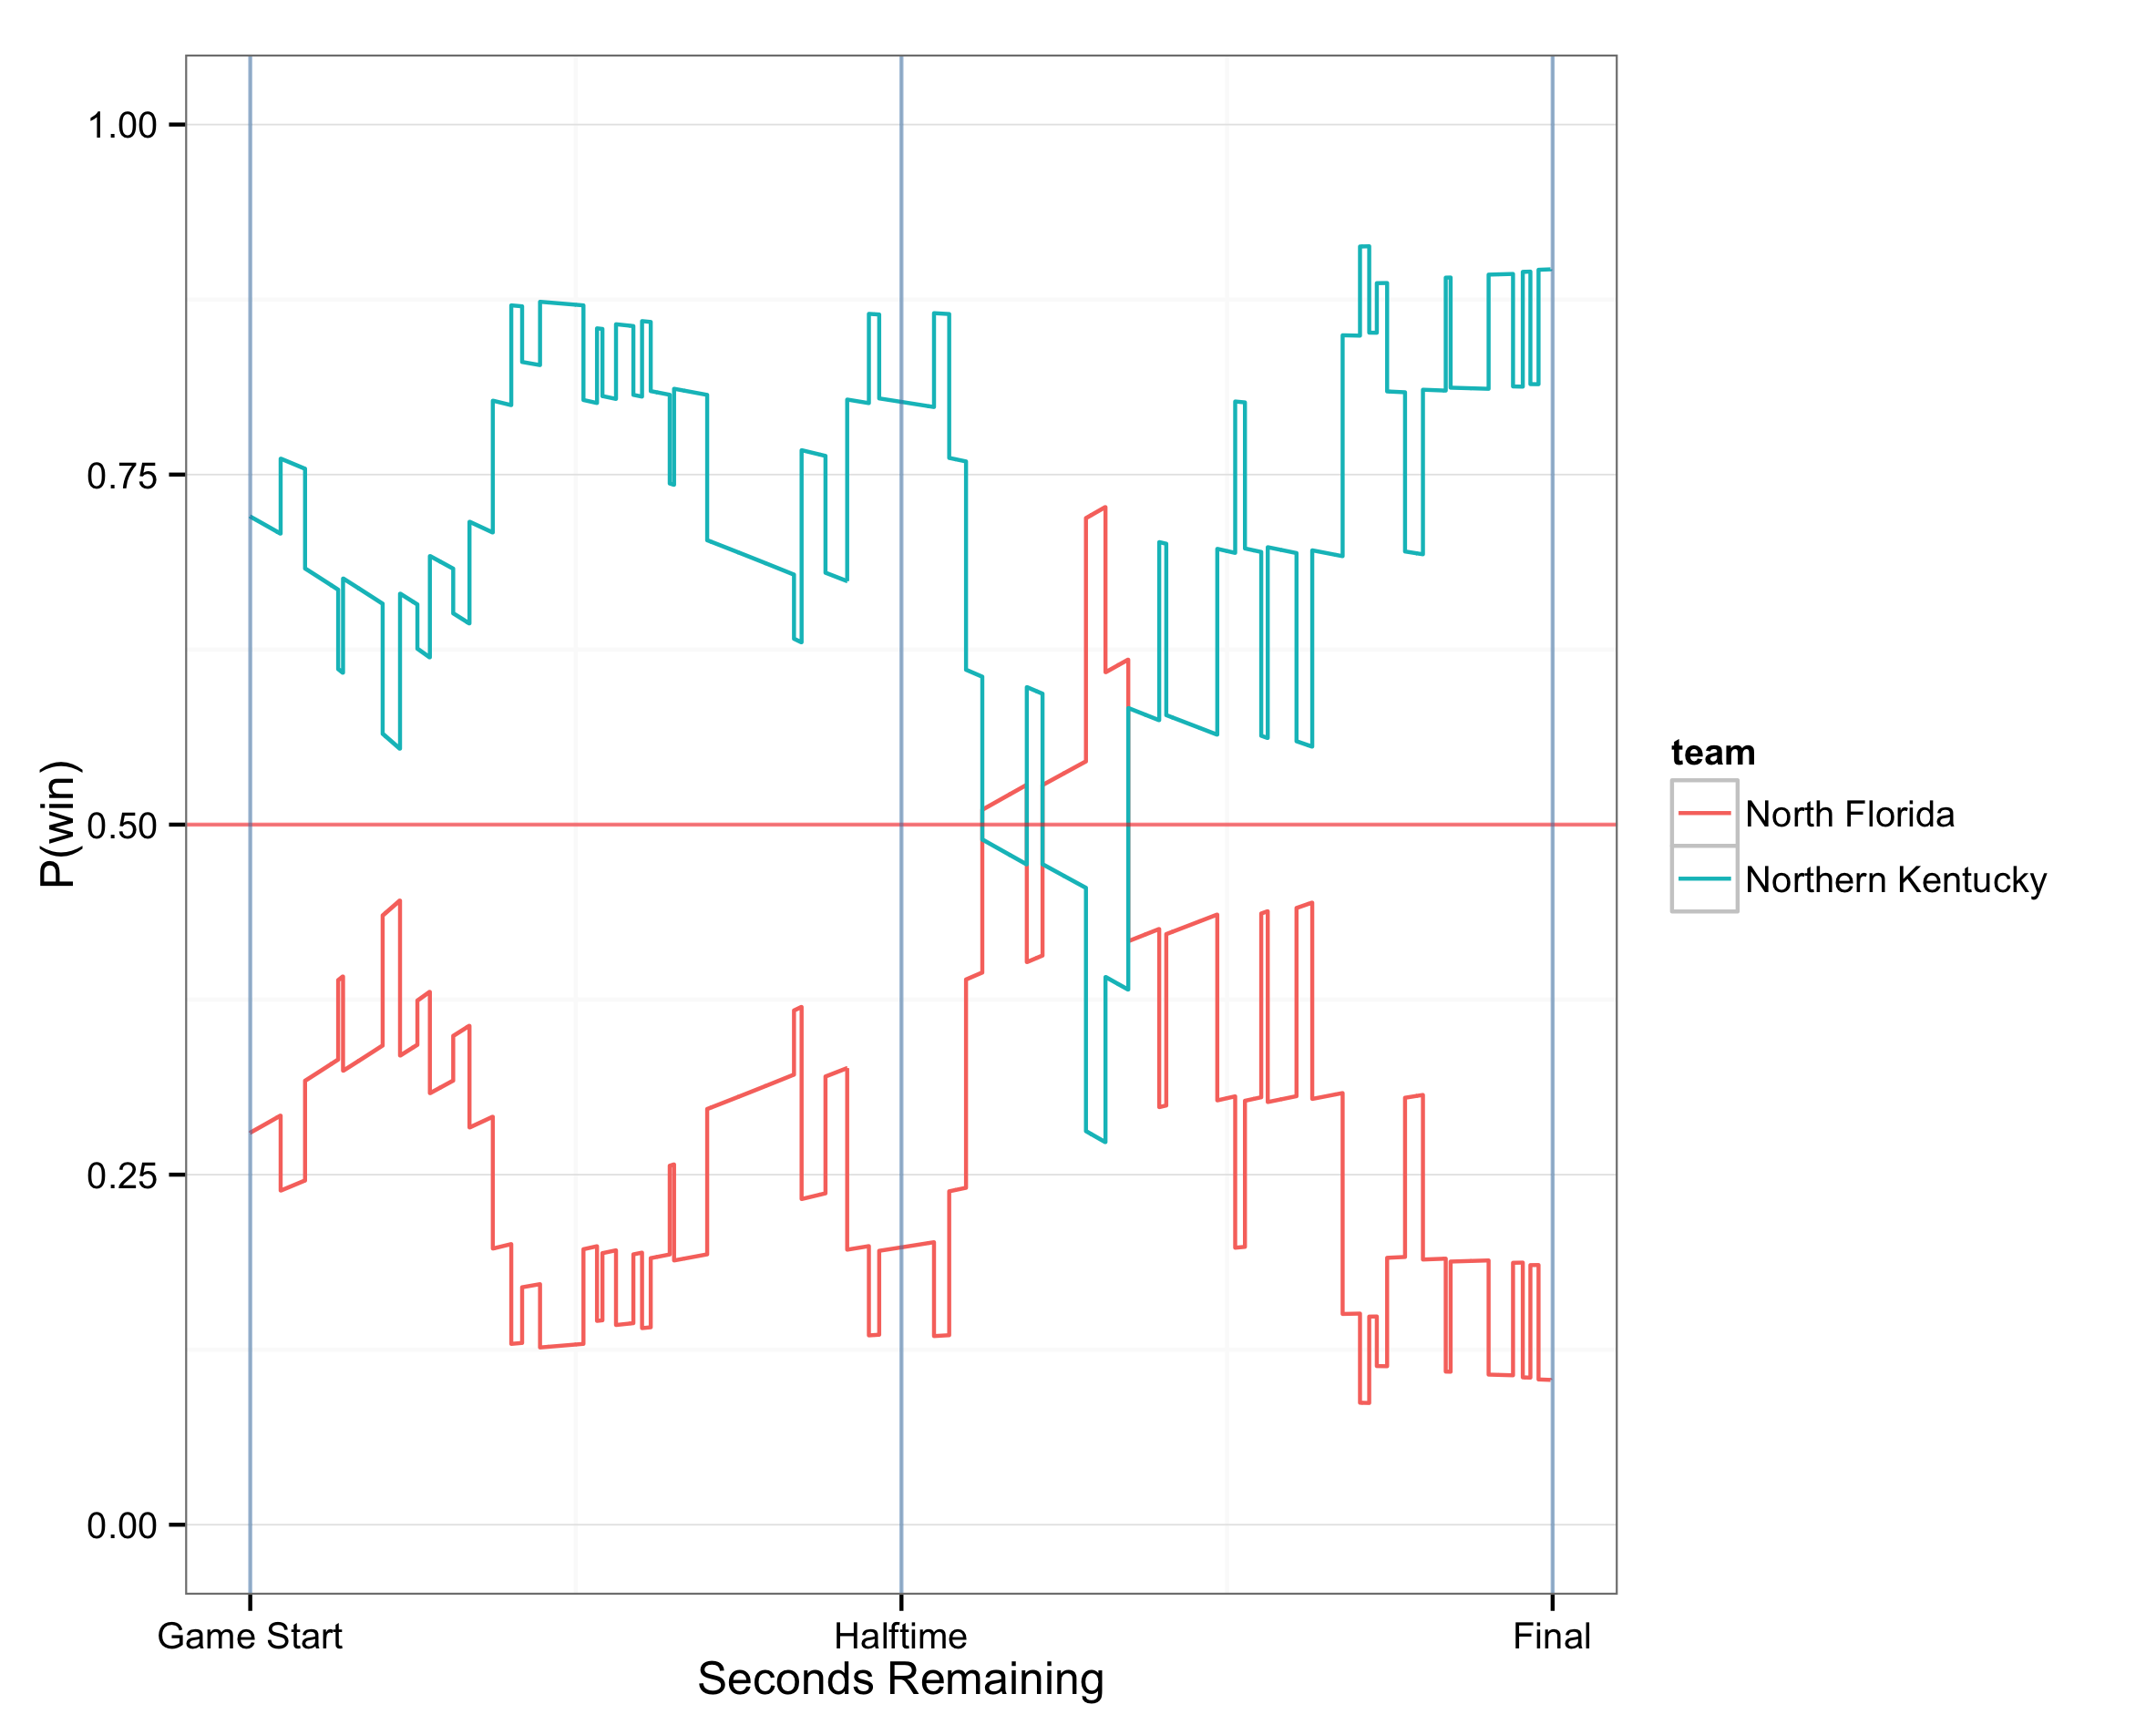 1.00
0.75
0.50
0.25
0.00
P(win)
Game Start
Halftime
Final
Seconds Remaining
team
North Florida
Northern Kentucky